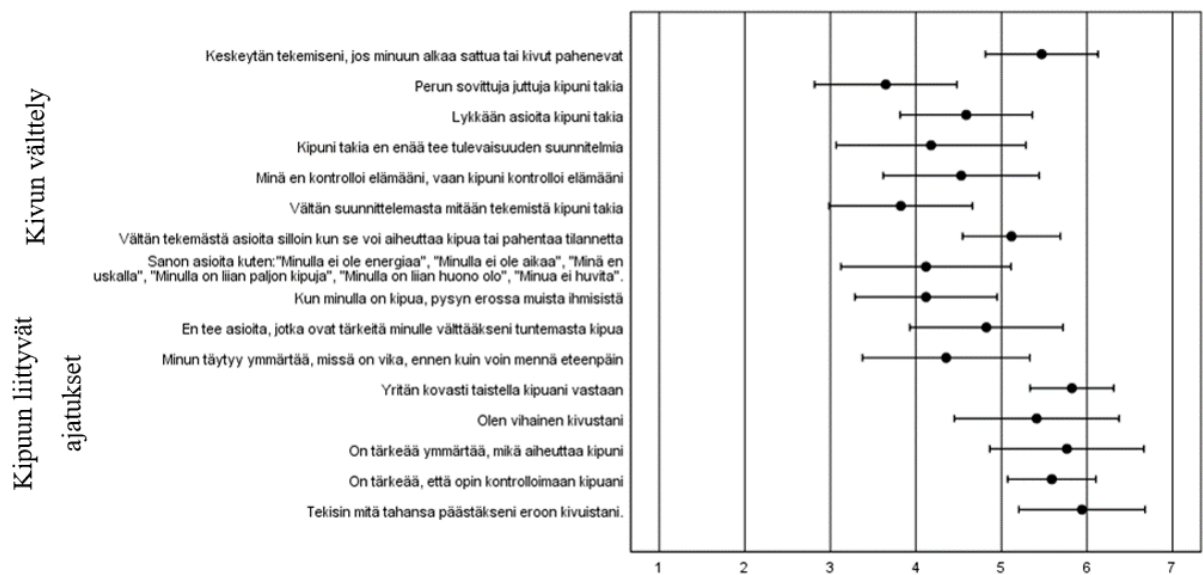 Kivun välttely
Keskeytän tekemiseni, jos minuun alkaa sattua tai kivut pahenevat
Perun sovittuja juttuja kipuni takia
Lykkään asioita kipuni takia
Kipuni takia en enää tee tulevaisuuden suunnitelmia
Minä en kontrolloi elämääni, vaan kipuni kontrolloi elämääni
Vältän suunnittelemasta mitään tekemistä kipuni takia
Vältän tekemästä asioita silloin kun se voi aiheuttaa kipua tai pahentaa tilannetta
Sanon asioita kuten:"Minulla ei ole energiaa", "Minulla ei ole aikaa", "Minä en
uskalla", "Minulla on liian paljon kipuja", "Minulla on liian huono olo", "Minua ei huvita".
Kun minulla on kipua, pysyn erossa muista ihmisistä
En tee asioita, jotka ovat tärkeitä minulle välttääkseni tuntemasta kipua
Kipuun liittyvät
ajatukset
Minun täytyy ymmärtää, missä on vika, ennen kuin voin mennä eteenpäin
Yritän kovasti taistella kipuani vastaan
Olen vihainen kivustani
On tärkeää ymmärtää, mikä aiheuttaa kipuni
On tärkeää, että opin kontrolloimaan kipuani
Tekisin mitä tahansa päästäkseni eroon kivuistani.
1 2 3 4 5 6 7